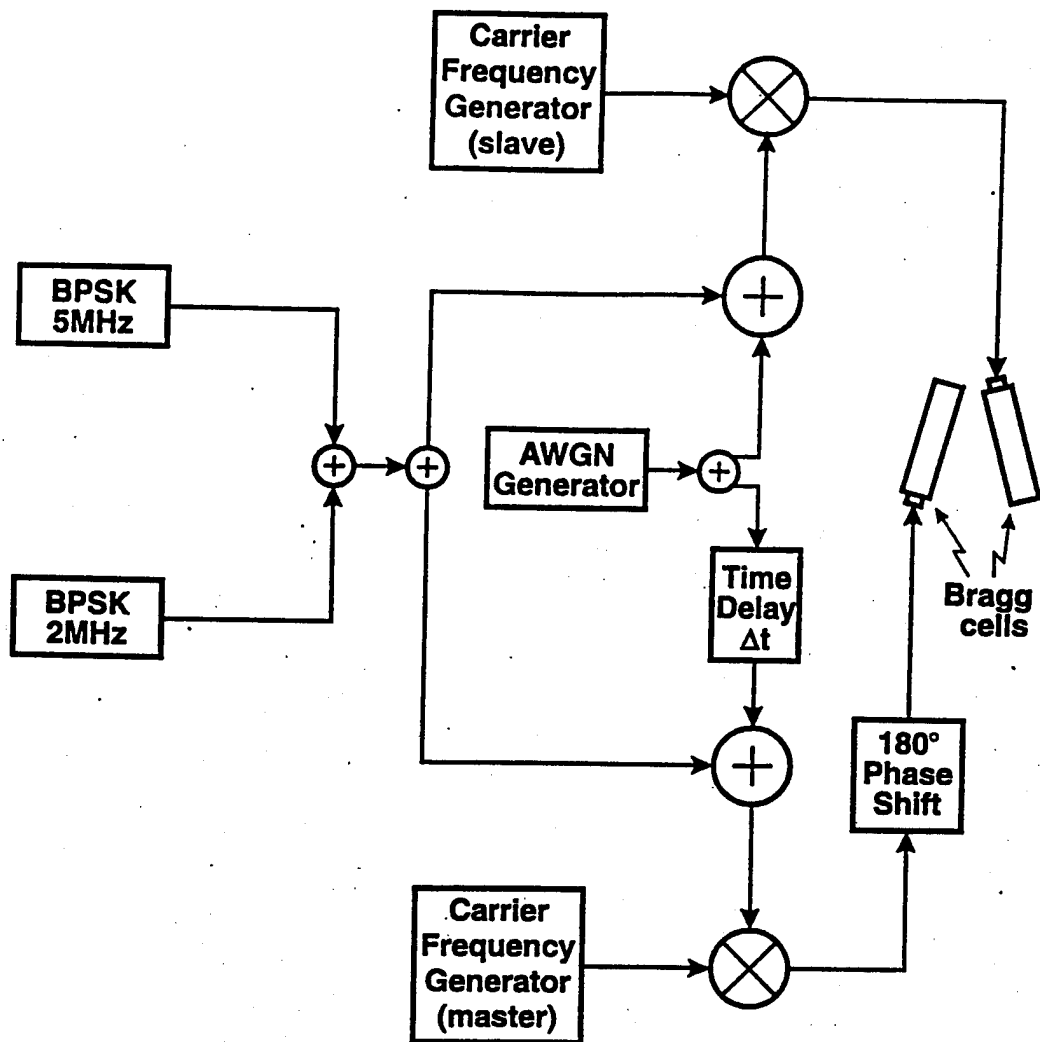 Carrier
Frequency
Generator
(slave)
BPSK
5MHz
AWGN
Generator
BPSK
2MHz
Time
Delay
Δt
Bragg
cells
180°
Phase
Shift
Carrier
Frequency
Generator
(master)